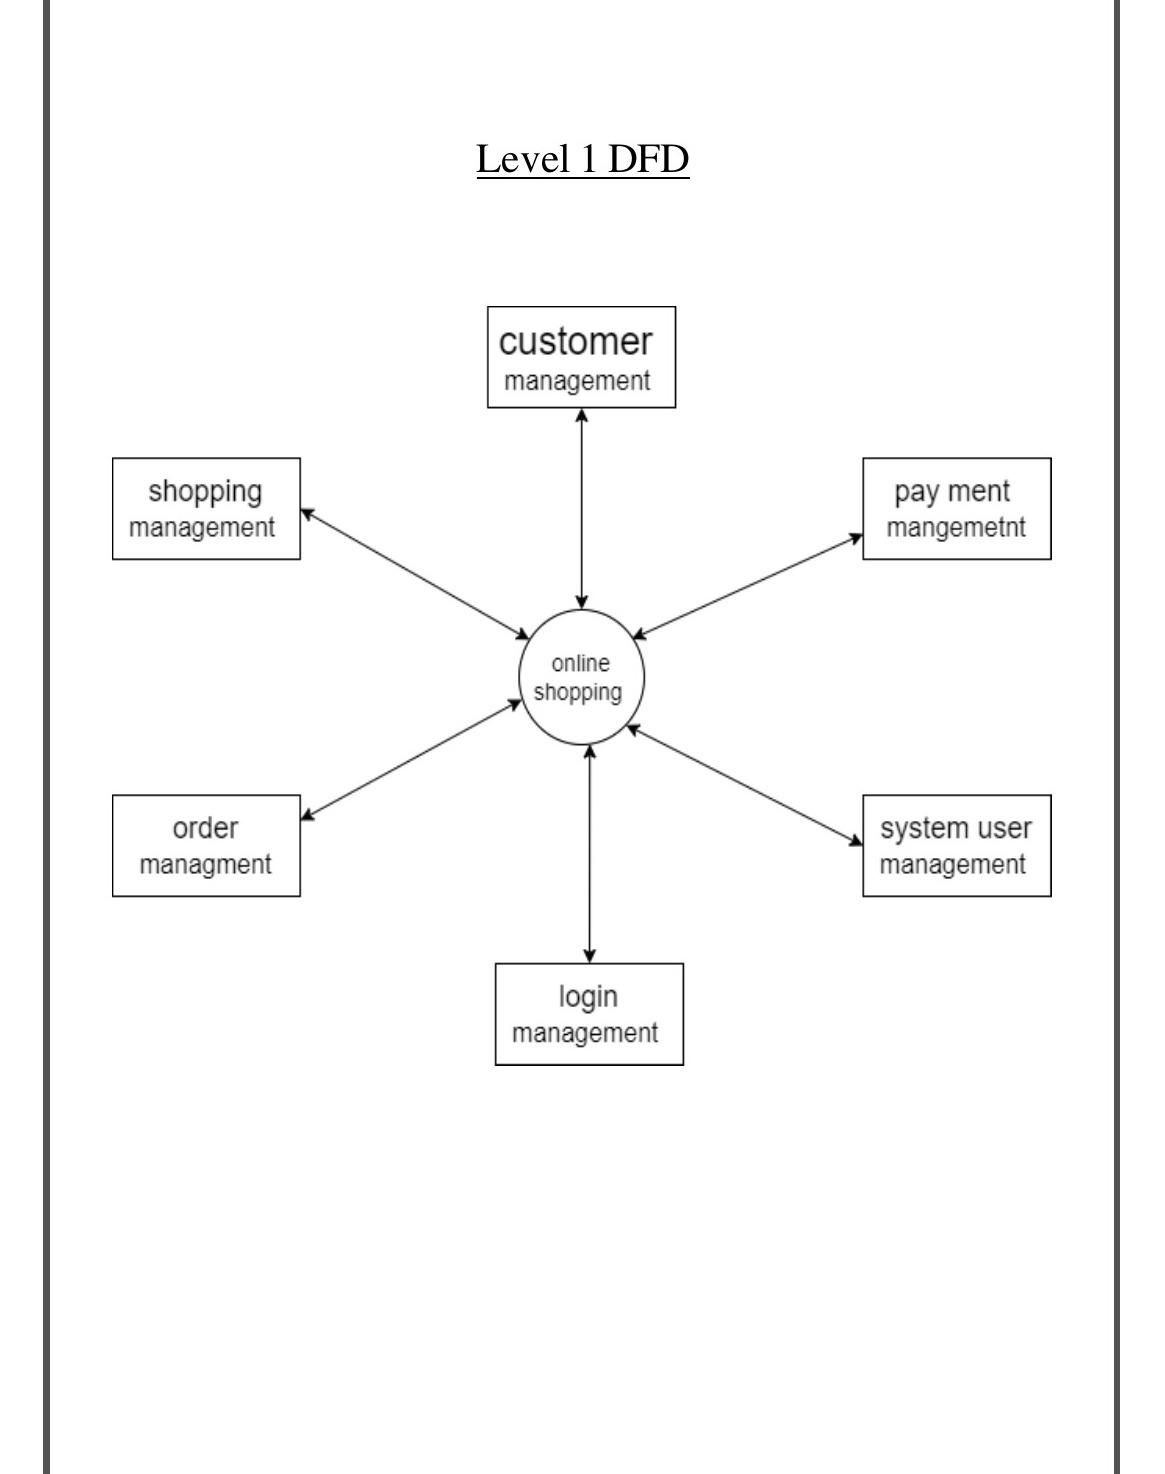 Level 1 DFD
customer
management
shopping
management
pay ment
mangemetnt
online
shopping
order
managment
system user
management
login
management